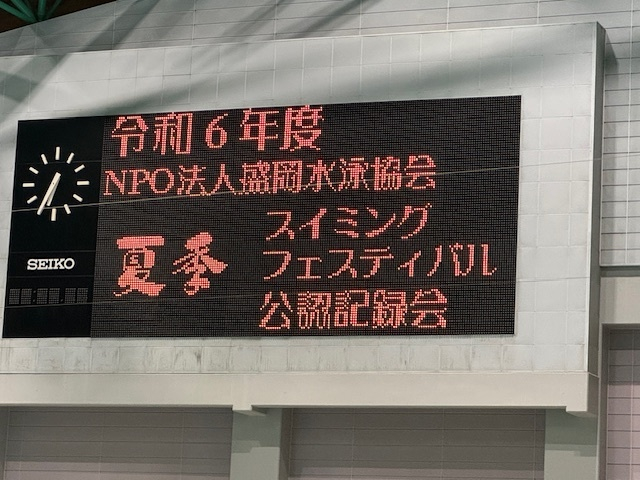 令和6年度
NPO法人盛岡水泳協会
夏季
スイミング
フェスティバル
公認記録会
SEIKO